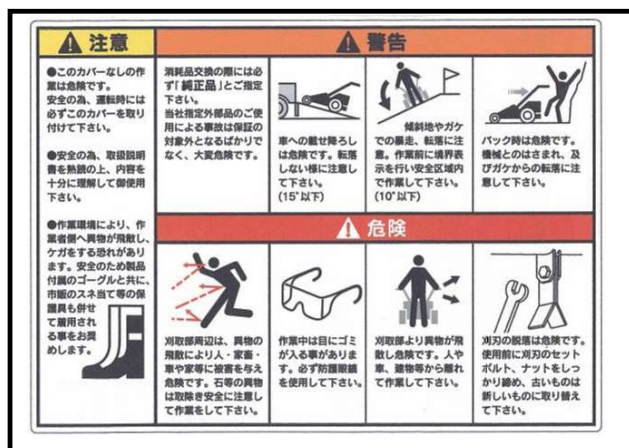 注意
●このカバーなしの作
業は危険です。
安全の為、運転時には
必ずこのカバーを取り
付けて下さい。
●安全の為、取扱説明
書を熟読の上、内容を
十分に理解して御使用
下さい。
●作業環境により、作
業者側へ異物が飛散し、
ケガをする恐れがあり
ます。安全のため製品
付属のゴーグルと共に、
市販のスネ当て等の保
護具も併せ
て着用され
る事をお奨
めします。
警告
消耗品交換の際には必
ず「純正品」とご指定
下さい。
当社指定外部品のご使
用による事故は保証の
対象外となるばかりで
なく、大変危険です。
車への載せ降ろし
は危険です。転落
しない様に注意し
て下さい。
(15°以下)
傾斜地やガケ
での暴走、転落に注
意。作業前に境界表
示を行い安全区域内
で作業して下さい。
(10°以下)
バック時は危険です。
機械とのはさまれ、及
びガケからの転落に注
意して下さい。
危険
刈取部周辺は、異物の
飛散により人・家畜・
車や家等に被害を与え
危険です。石等の異物
は取除き安全に注意し
て作業をして下さい。
作業中は目にゴミ
が入る事がありま
す。必ず防護眼鏡
を使用して下さい。
刈取部より異物が飛
散し危険です。人や
車、建物等から離れ
て作業して下さい。
刈刃の脱落は危険です。
使用前に刈刃のセット
ボルト、ナットをしっ
かり締め、古いものは
新しいものに取り替え
て下さい。